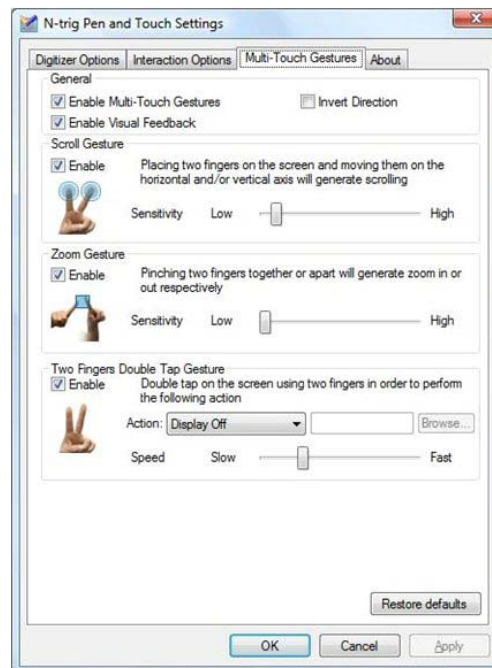 N-trig Pen and Touch Settings
Digitizer Options Interaction Options Multi-Touch Gestures About
General
Enable Multi-Touch Gestures Invert Direction
Enable Visual Feedback
Scroll Gesture
Enable Placing two fingers on the screen and moving them on the
horizontal and/or vertical axis will generate scrolling
Sensitivity Low High
Zoom Gesture
Enable Pinching two fingers together or apart will generate zoom in or
out respectively
Sensitivity Low High
Two Fingers Double Tap Gesture
Enable Double tap on the screen using two fingers in order to perform
the following action
Action: Display Off Browse...
Speed Slow Fast
Restore defaults
OK Cancel Apply